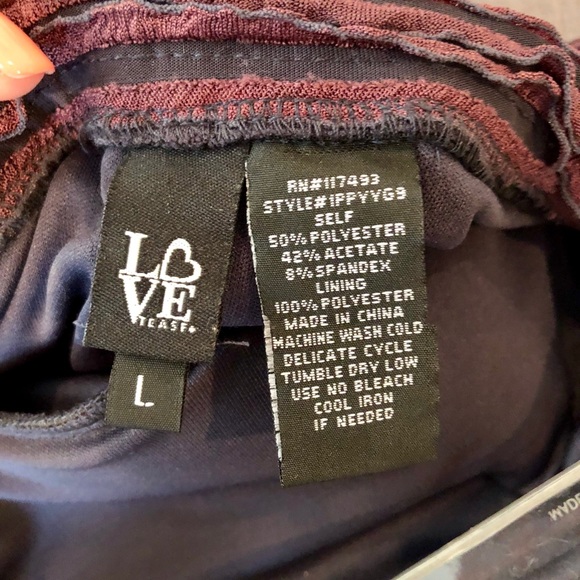 LOVE
TEASE
L
RN#117493
STYLE#1PPYYG9
SELF
50% POLYESTER
42% ACETATE
8% SPANDEX
LINING
100% POLYESTER
MADE IN CHINA
MACHINE WASH COLD
DELICATE CYCLE
TUMBLE DRY LOW
USE NO BLEACH
COOL IRON
IF NEEDED